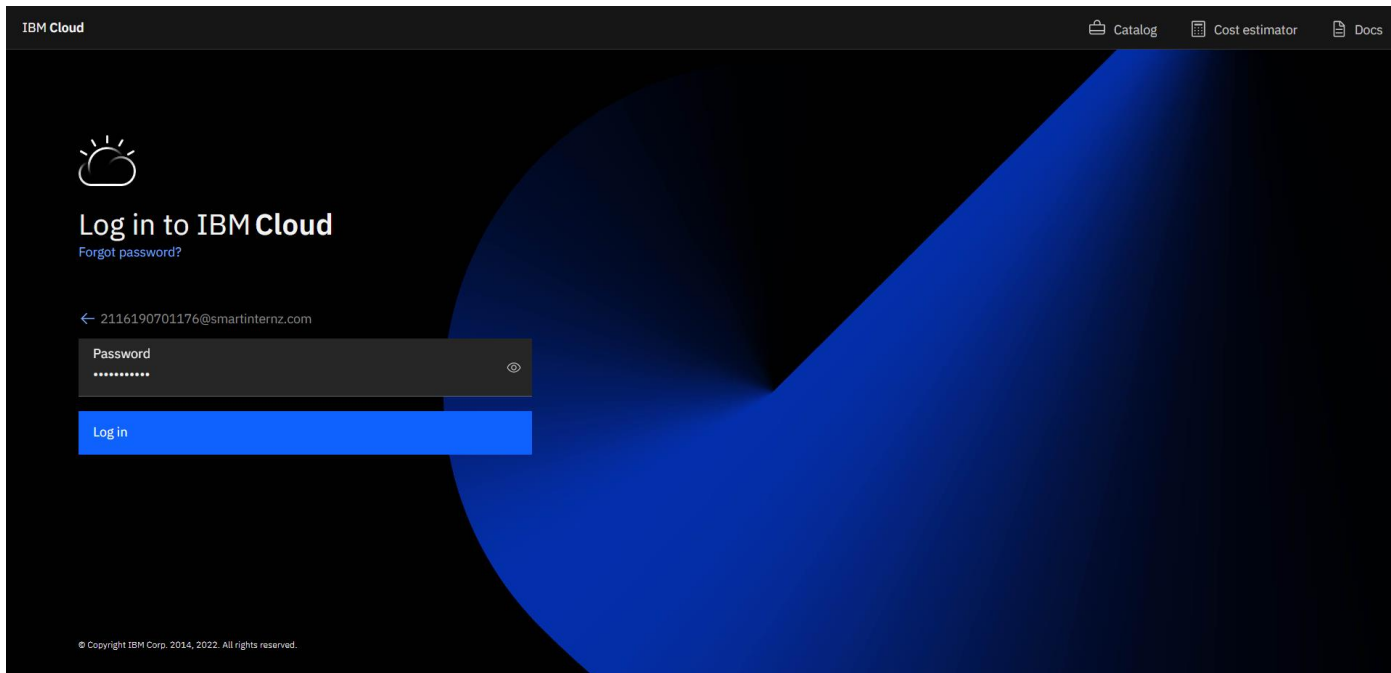 IBM Cloud
Catalog
Cost estimator
Docs
Log in to IBM Cloud
Forgot password?
2116190701176@smartinternz.com
Password
•••••••••••
Log in
© Copyright IBM Corp. 2014, 2022. All rights reserved.